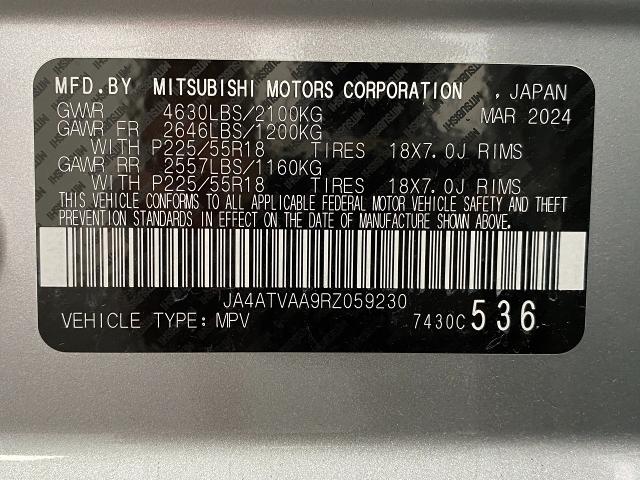 MFD.BY MITSUBISHI MOTORS CORPORATION , JAPAN
GVWR 4630LBS/2100KG MAR 2024
GAWR FR 2646LBS/1200KG
WITH P225/55R18 TIRES 18X7.0J RIMS
GAWR RR 2557LBS/1160KG
WITH P225/55R18 TIRES 18X7.0J RIMS
THIS VEHICLE CONFORMS TO ALL APPLICABLE FEDERAL MOTOR VEHICLE SAFETY AND THEFT
PREVENTION STANDARDS IN EFFECT ON THE DATE OF MANUFACTURE SHOWN ABOVE.
JA4ATVAA9RZ059230
VEHICLE TYPE: MPV 7430C 536